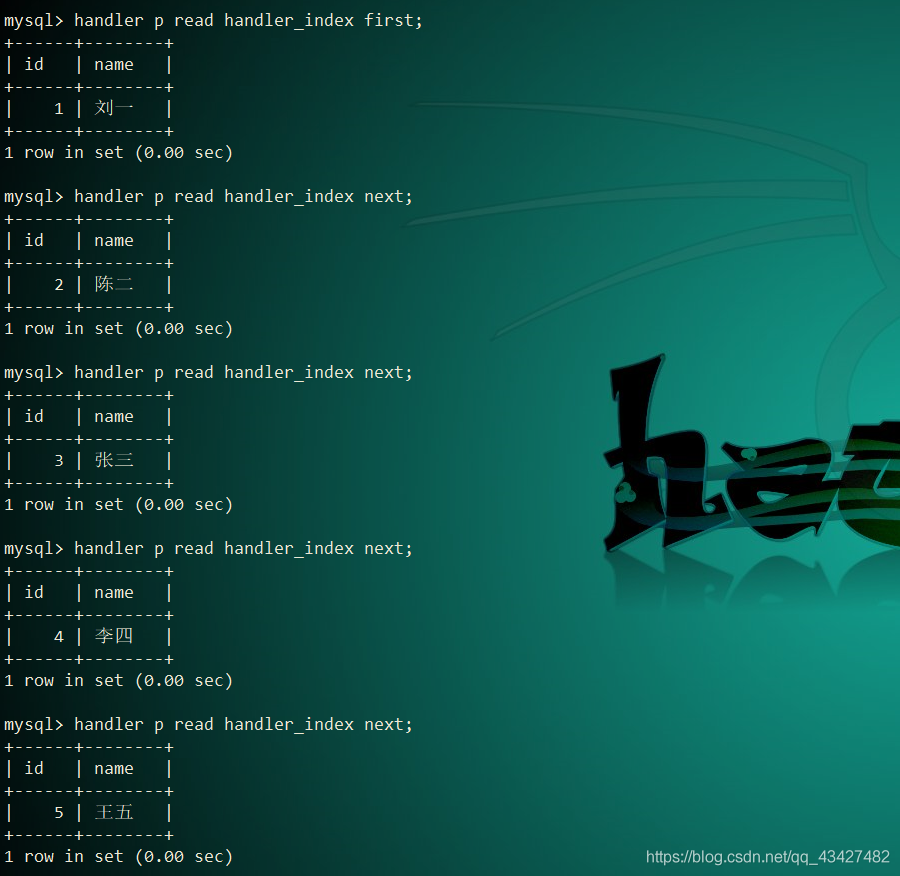 mysql> handler p read handler_index first;
+------+--------+
| id   | name   |
+------+--------+
|    1 | 刘一   |
+------+--------+
1 row in set (0.00 sec)
mysql> handler p read handler_index next;
+------+--------+
| id   | name   |
+------+--------+
|    2 | 陈二   |
+------+--------+
1 row in set (0.00 sec)
mysql> handler p read handler_index next;
+------+--------+
| id   | name   |
+------+--------+
|    3 | 张三   |
+------+--------+
1 row in set (0.00 sec)
mysql> handler p read handler_index next;
+------+--------+
| id   | name   |
+------+--------+
|    4 | 李四   |
+------+--------+
1 row in set (0.00 sec)
mysql> handler p read handler_index next;
+------+--------+
| id   | name   |
+------+--------+
|    5 | 王五   |
+------+--------+
1 row in set (0.00 sec)
https://blog.csdn.net/qq_43427482